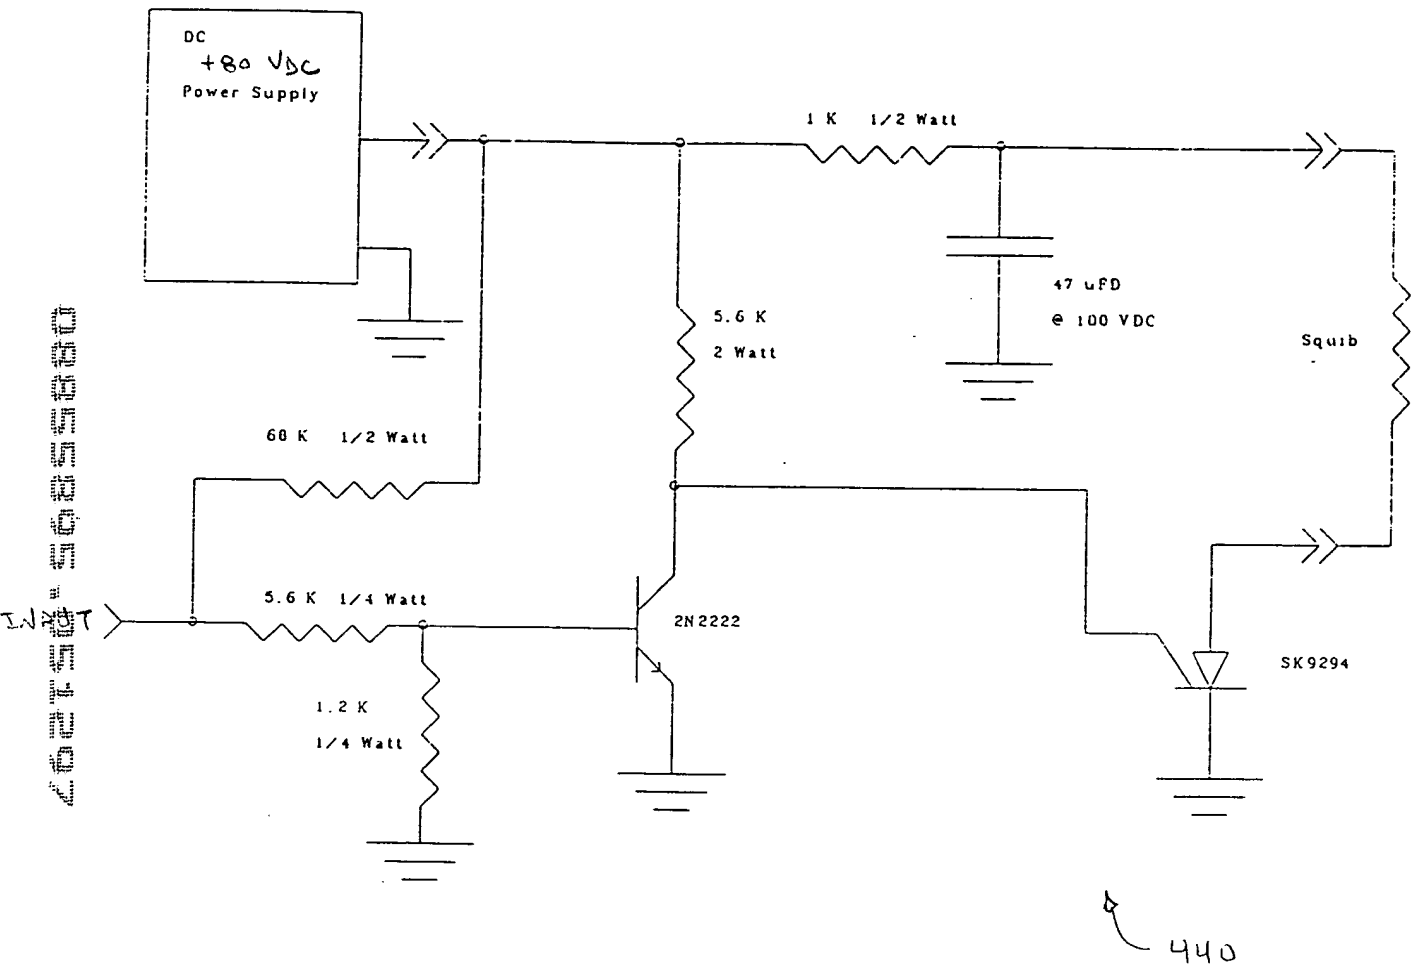 DC
+80 VDC
Power Supply
1 K 1/2 Watt
47 uFD
@ 100 VDC
5.6 K
2 Watt
Squib
68 K 1/2 Watt
5.6 K 1/4 Watt
INPUT
2N2222
SK9294
1.2 K
1/4 Watt
440